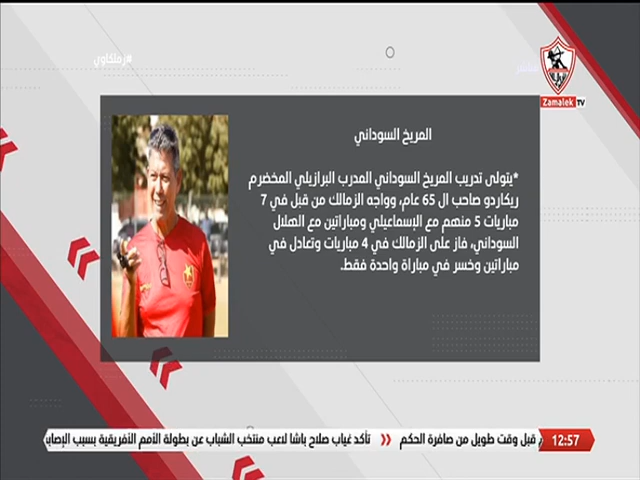 #زملكاوي
Zamalek TV
المريخ السوداني
*يتولى تدريب المريخ السوداني المدرب البرازيلي المخضرم
ريكاردو صاحب ال 65 عام، وواجه الزمالك من قبل في 7
مباريات 5 منهم مع الإسماعيلي ومباراتين مع الهلال
السوداني، فاز على الزمالك في 4 مباريات وتعادل في
مباراتين وخسر في مباراة واحدة فقط.
12:57
قبل وقت طويل من صافرة الحكم » تأكد غياب صلاح باشا لاعب منتخب الشباب عن بطولة الأمم الأفريقية بسبب